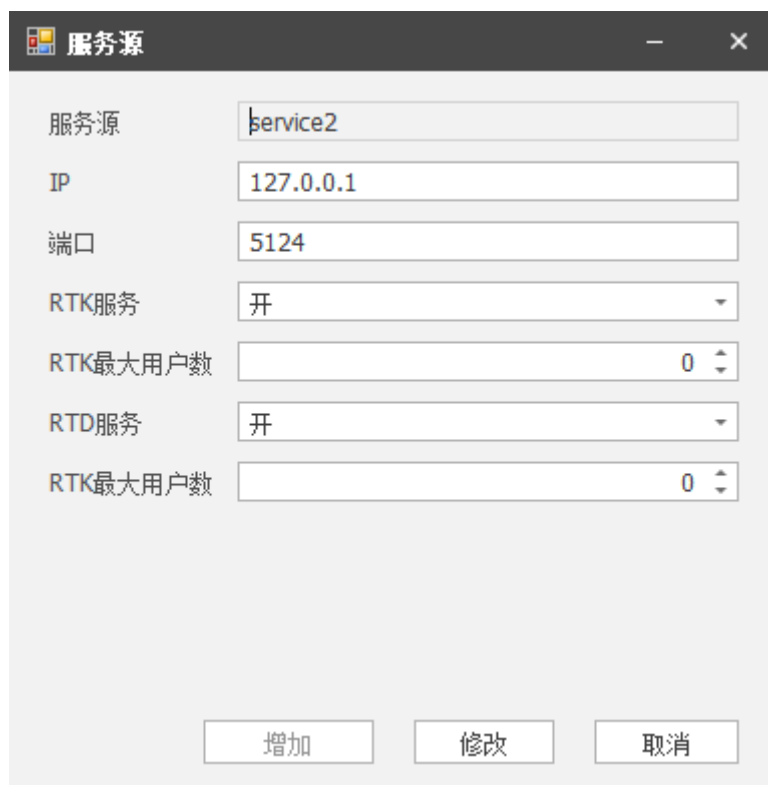 服务源
服务源 service2
IP 127.0.0.1
端口 5124
RTK服务 开
RTK最大用户数 0
RTD服务 开
RTK最大用户数 0
增加 修改 取消